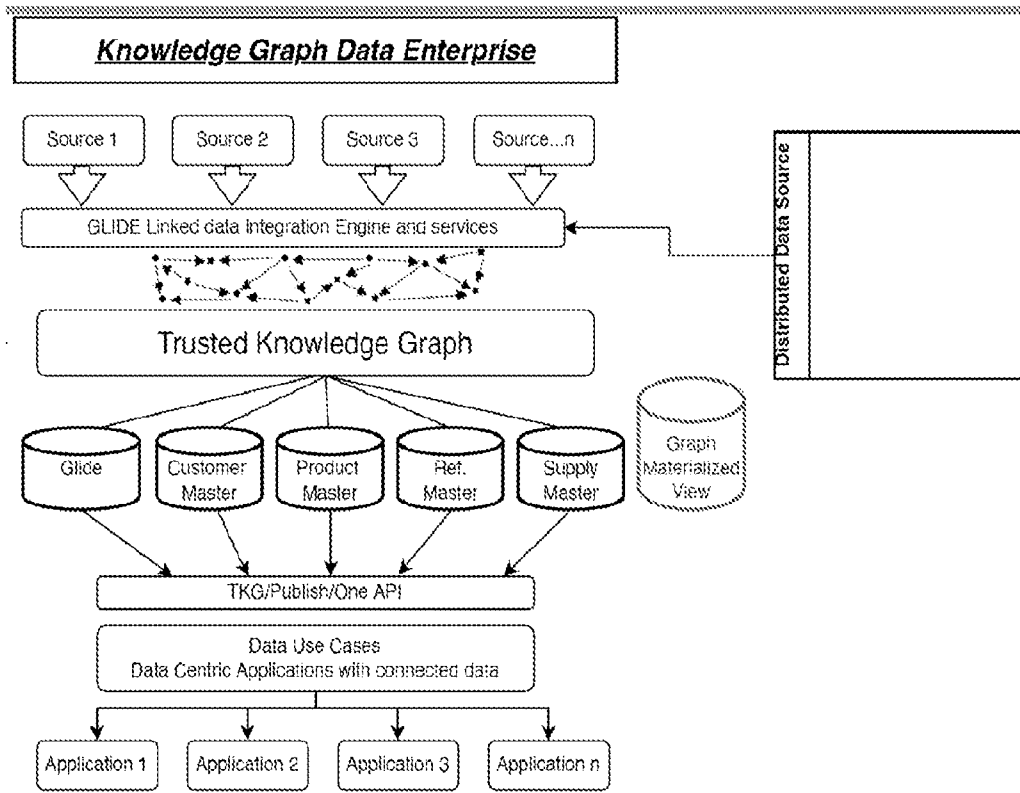 Knowledge Graph Data Enterprise
Source 1
Source 2
Source 3
Source...n
GLIDE Linked data Integration Engine and services
Distributed Data Source
Trusted Knowledge Graph
Glide
Customer
Master
Product
Master
Ref.
Master
Supply
Master
Graph
Materialized
View
TKG/Publish/One API
Data Use Cases
Data Centric Applications with connected data
Application 1
Application 2
Application 3
Application n